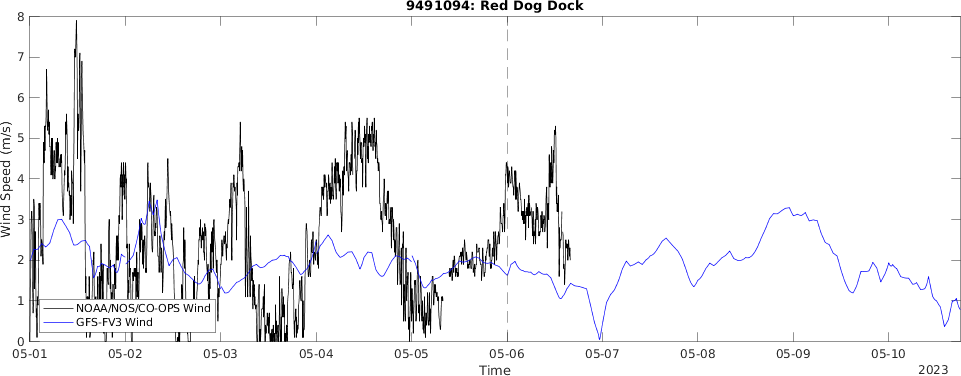 9491094: Red Dog Dock
8
7
6
5
4
3
2
1
0
Wind Speed (m/s)
NOAA/NOS/CO-OPS Wind
GFS-FV3 Wind
05-01 05-02 05-03 05-04 05-05 05-06 05-07 05-08 05-09 05-10
Time
2023